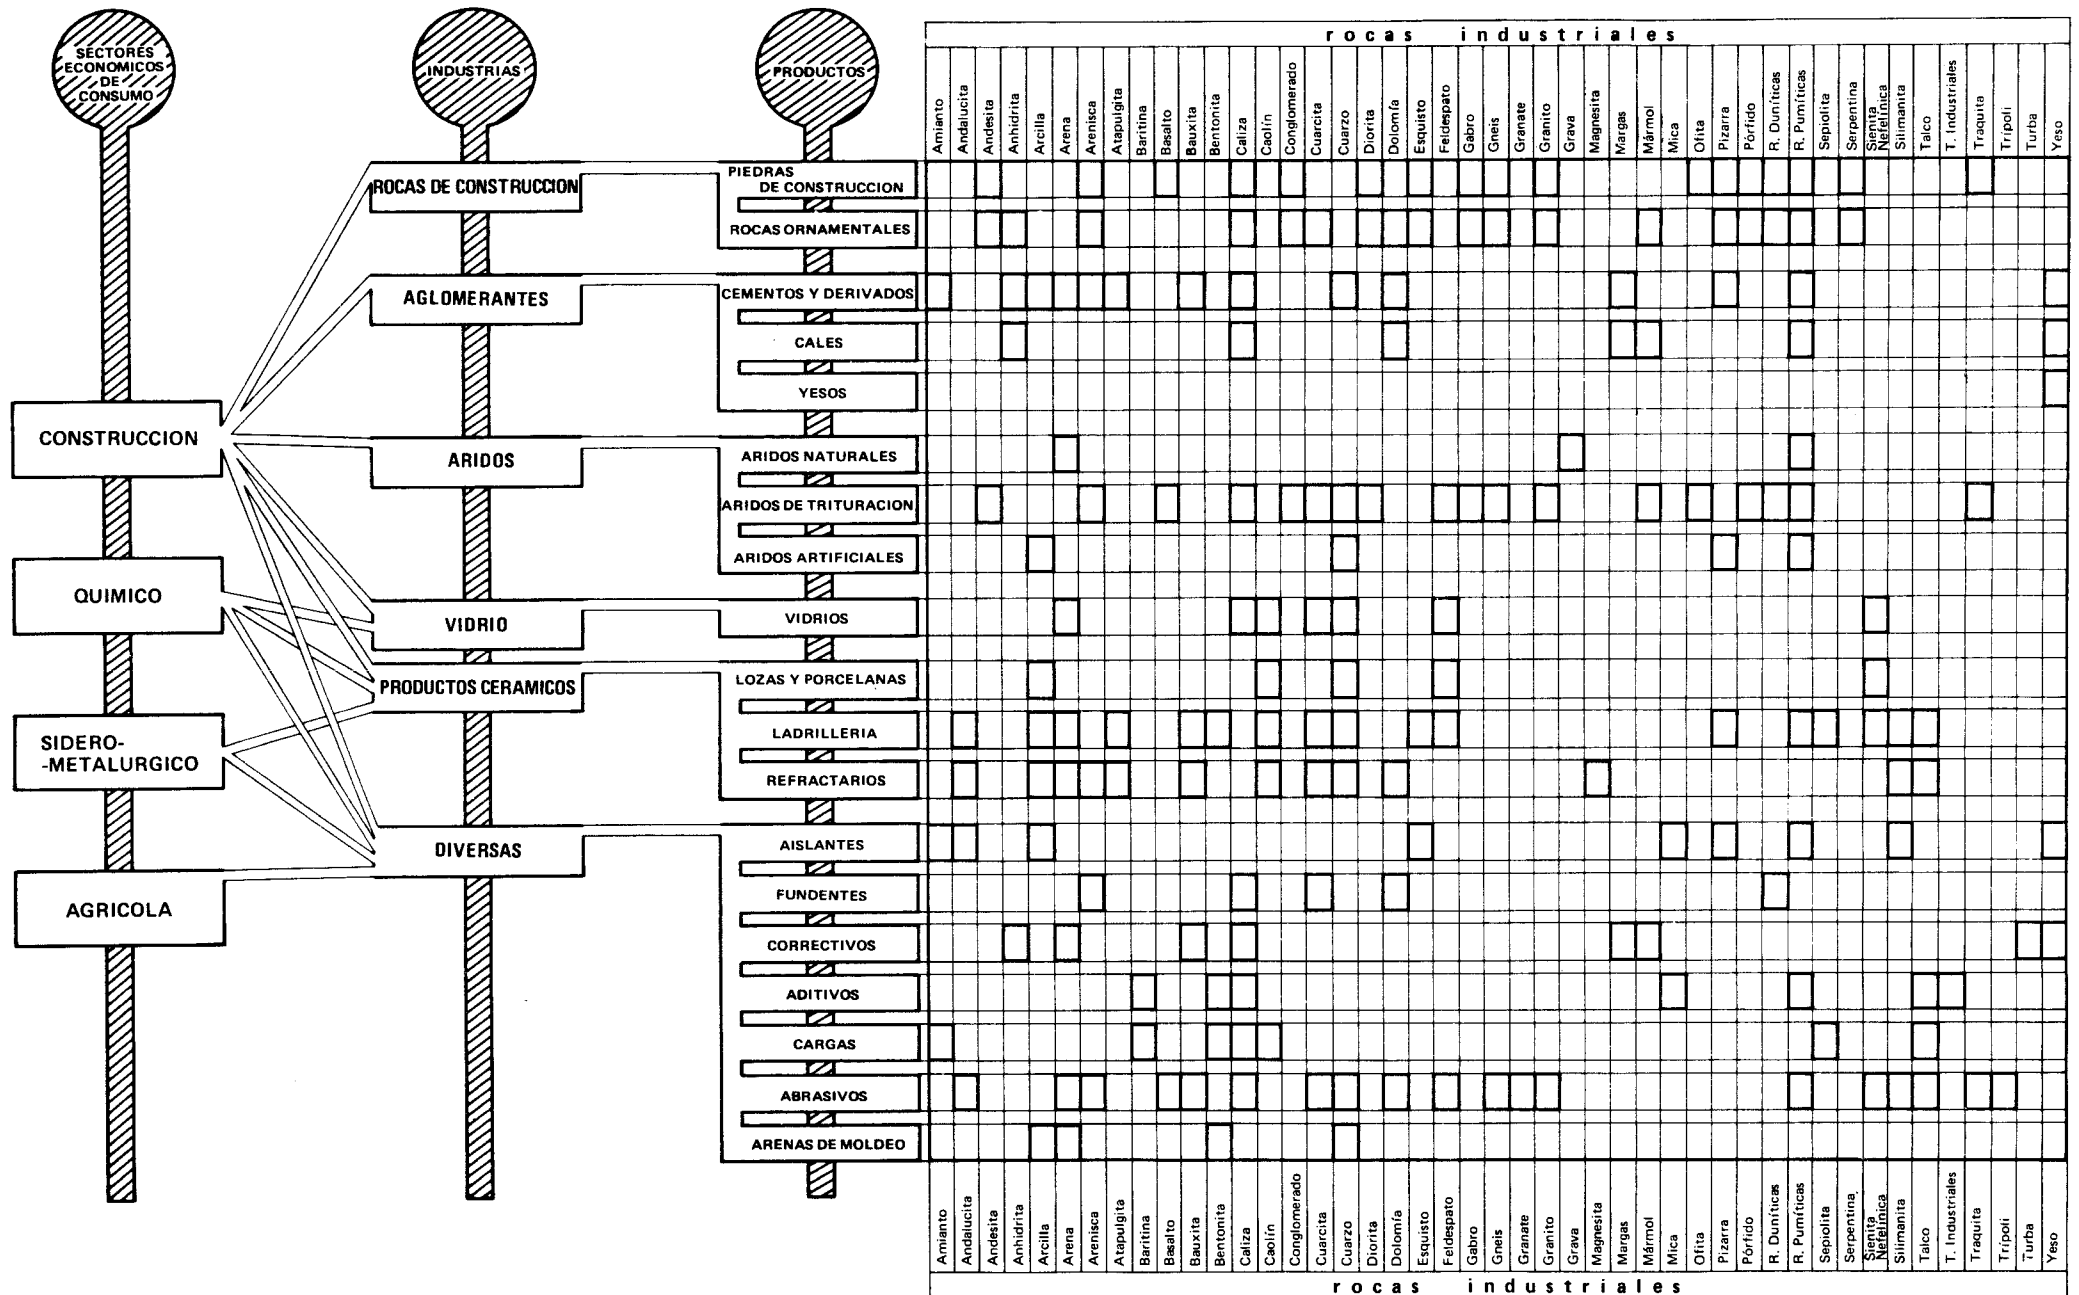 SECTORES
ECONOMICOS
DE
CONSUMO
INDUSTRIAS
PRODUCTOS
rocas industriales
Amianto
Andalucita
Andesita
Anhidrita
Arcilla
Arena
Arenisca
Atapulgita
Baritina
Basalto
Bauxita
Bentonita
Caliza
Caolín
Conglomerado
Cuarcita
Cuarzo
Diorita
Dolomía
Esquisto
Feldespato
Gabro
Gneis
Granate
Granito
Grava
Magnesita
Margas
Mármol
Mica
Ofita
Pizarra
Pórfido
R. Duníticas
R. Pumíticas
Sepiolita
Serpentina
Sienita
Nefelínica
Silimanita
Talco
T. Industriales
Traquita
Trípoli
Turba
Yeso
CONSTRUCCION
QUIMICO
SIDERO-
-METALURGICO
AGRICOLA
ROCAS DE CONSTRUCCION
AGLOMERANTES
ARIDOS
VIDRIO
PRODUCTOS CERAMICOS
DIVERSAS
PIEDRAS
DE CONSTRUCCION
ROCAS ORNAMENTALES
CEMENTOS Y DERIVADOS
CALES
YESOS
ARIDOS NATURALES
ARIDOS DE TRITURACION
ARIDOS ARTIFICIALES
VIDRIOS
LOZAS Y PORCELANAS
LADRILLERIA
REFRACTARIOS
AISLANTES
FUNDENTES
CORRECTIVOS
ADITIVOS
CARGAS
ABRASIVOS
ARENAS DE MOLDEO
Amianto
Andalucita
Andesita
Anhidrita
Arcilla
Arena
Arenisca
Atapulgita
Baritina
Basalto
Bauxita
Bentonita
Caliza
Caolín
Conglomerado
Cuarcita
Cuarzo
Diorita
Dolomía
Esquisto
Feldespato
Gabro
Gneis
Granate
Granito
Grava
Magnesita
Margas
Mármol
Mica
Ofita
Pizarra
Pórfido
R. Duníticas
R. Pumíticas
Sepiolita
Serpentina
Sienita
Nefelínica
Silimanita
Talco
T. Industriales
Traquita
Trípoli
Turba
Yeso
rocas industriales